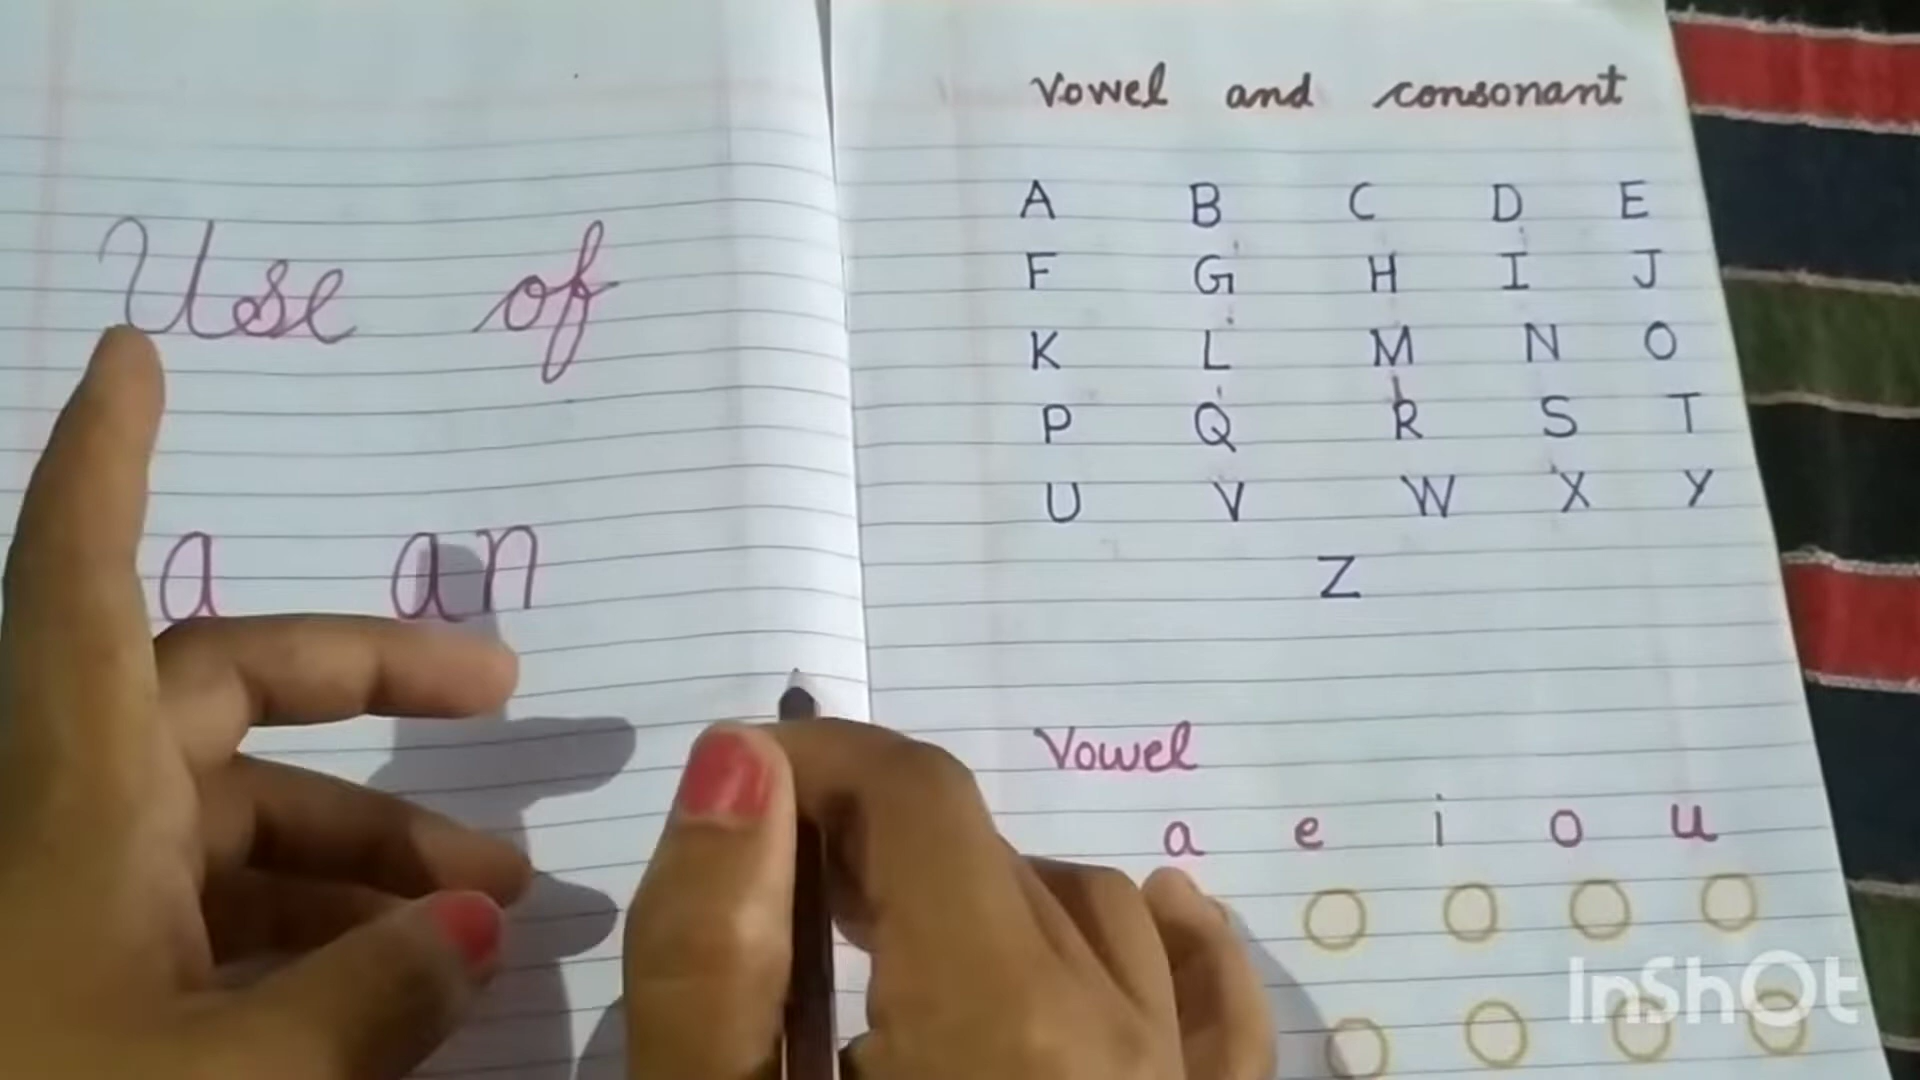 Use of
a an
Vowel and consonant
A B C D E
F G H I J
K L M N O
P Q R S T
U V W X Y
Z
Vowel
a e i o u
InShOt